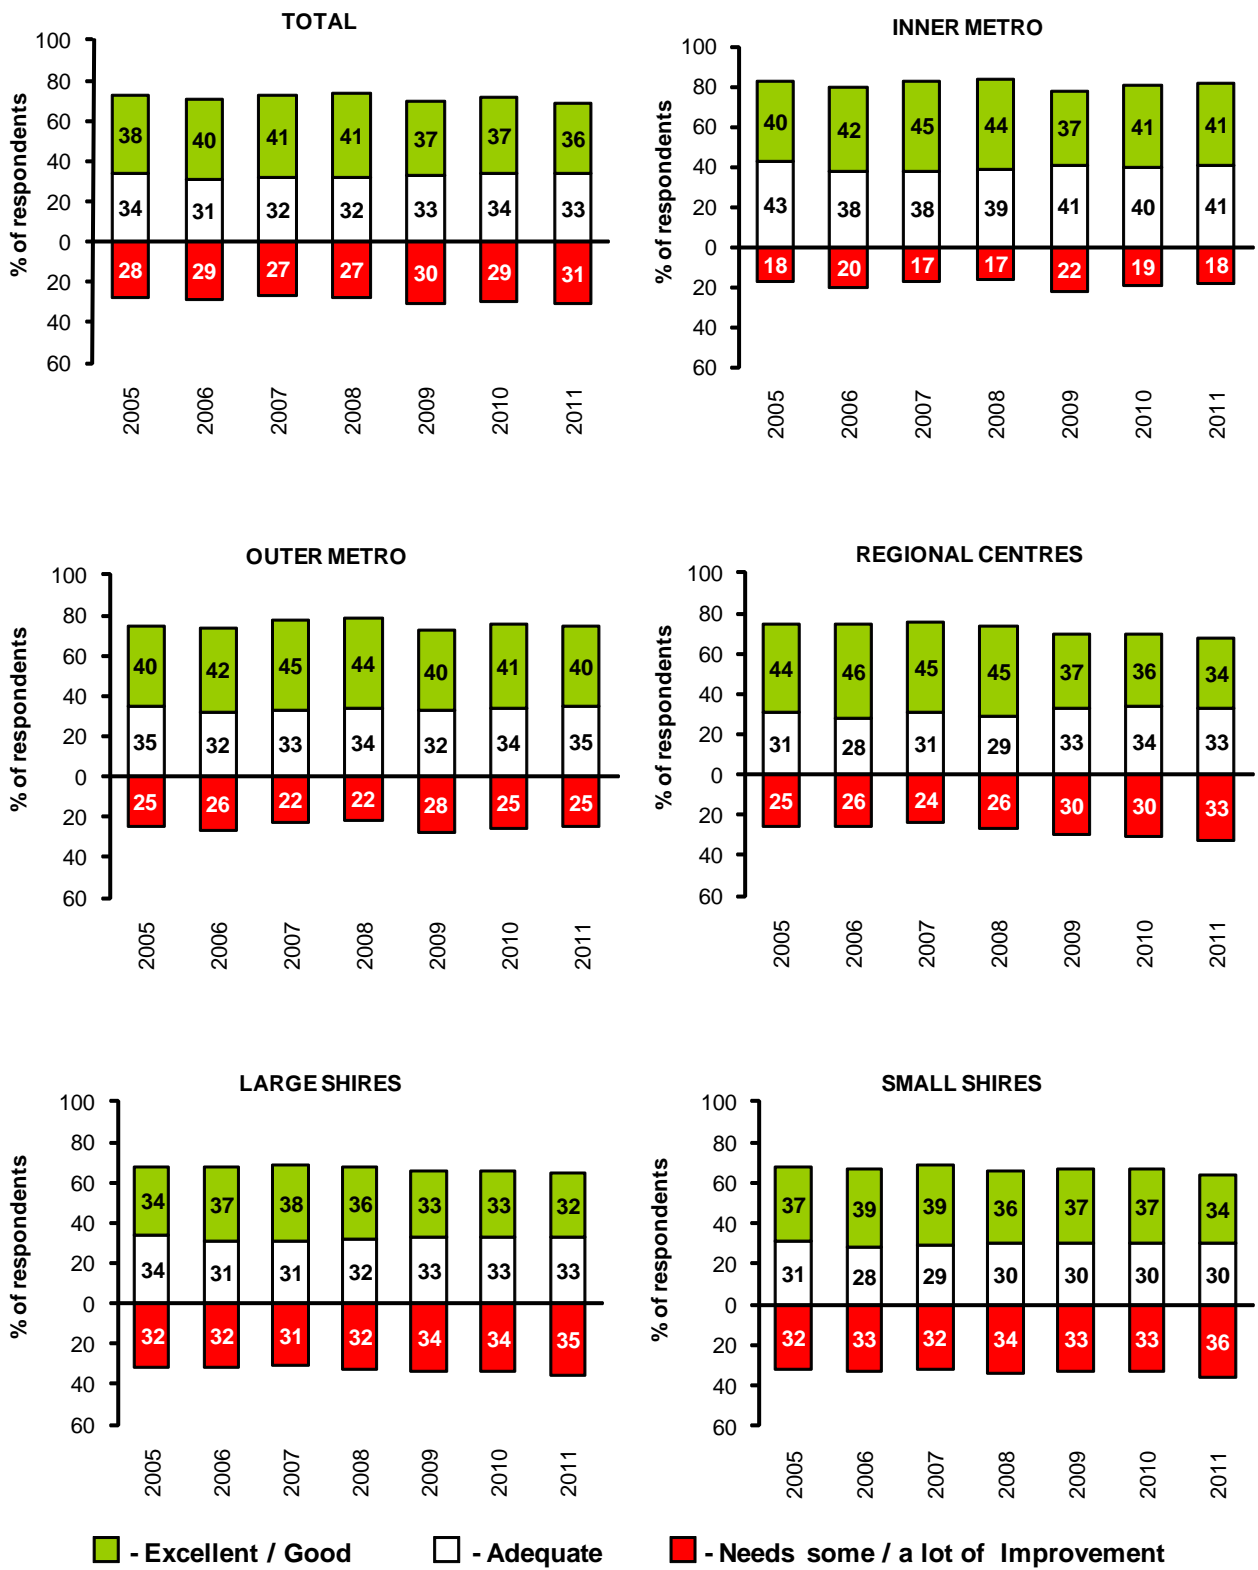 TOTAL
% of respondents
100
80
60
40
20
0
20
40
60
38 40 41 41 37 37 36
34 31 32 32 33 34 33
28 29 27 27 30 29 31
2005 2006 2007 2008 2009 2010 2011
INNER METRO
% of respondents
100
80
60
40
20
0
20
40
60
40 42 45 44 37 41 41
43 38 38 39 41 40 41
18 20 17 17 22 19 18
2005 2006 2007 2008 2009 2010 2011
OUTER METRO
% of respondents
100
80
60
40
20
0
20
40
60
40 42 45 44 40 41 40
35 32 33 34 32 34 35
25 26 22 22 28 25 25
2005 2006 2007 2008 2009 2010 2011
REGIONAL CENTRES
% of respondents
100
80
60
40
20
0
20
40
60
44 46 45 45 37 36 34
31 28 31 29 33 34 33
25 26 24 26 30 30 33
2005 2006 2007 2008 2009 2010 2011
LARGE SHIRES
% of respondents
100
80
60
40
20
0
20
40
60
34 37 38 36 33 33 32
34 31 31 32 33 33 33
32 32 31 32 34 34 35
2005 2006 2007 2008 2009 2010 2011
SMALL SHIRES
% of respondents
100
80
60
40
20
0
20
40
60
37 39 39 36 37 37 34
31 28 29 30 30 30 30
32 33 32 34 33 33 36
2005 2006 2007 2008 2009 2010 2011
- Excellent / Good - Adequate - Needs some / a lot of Improvement